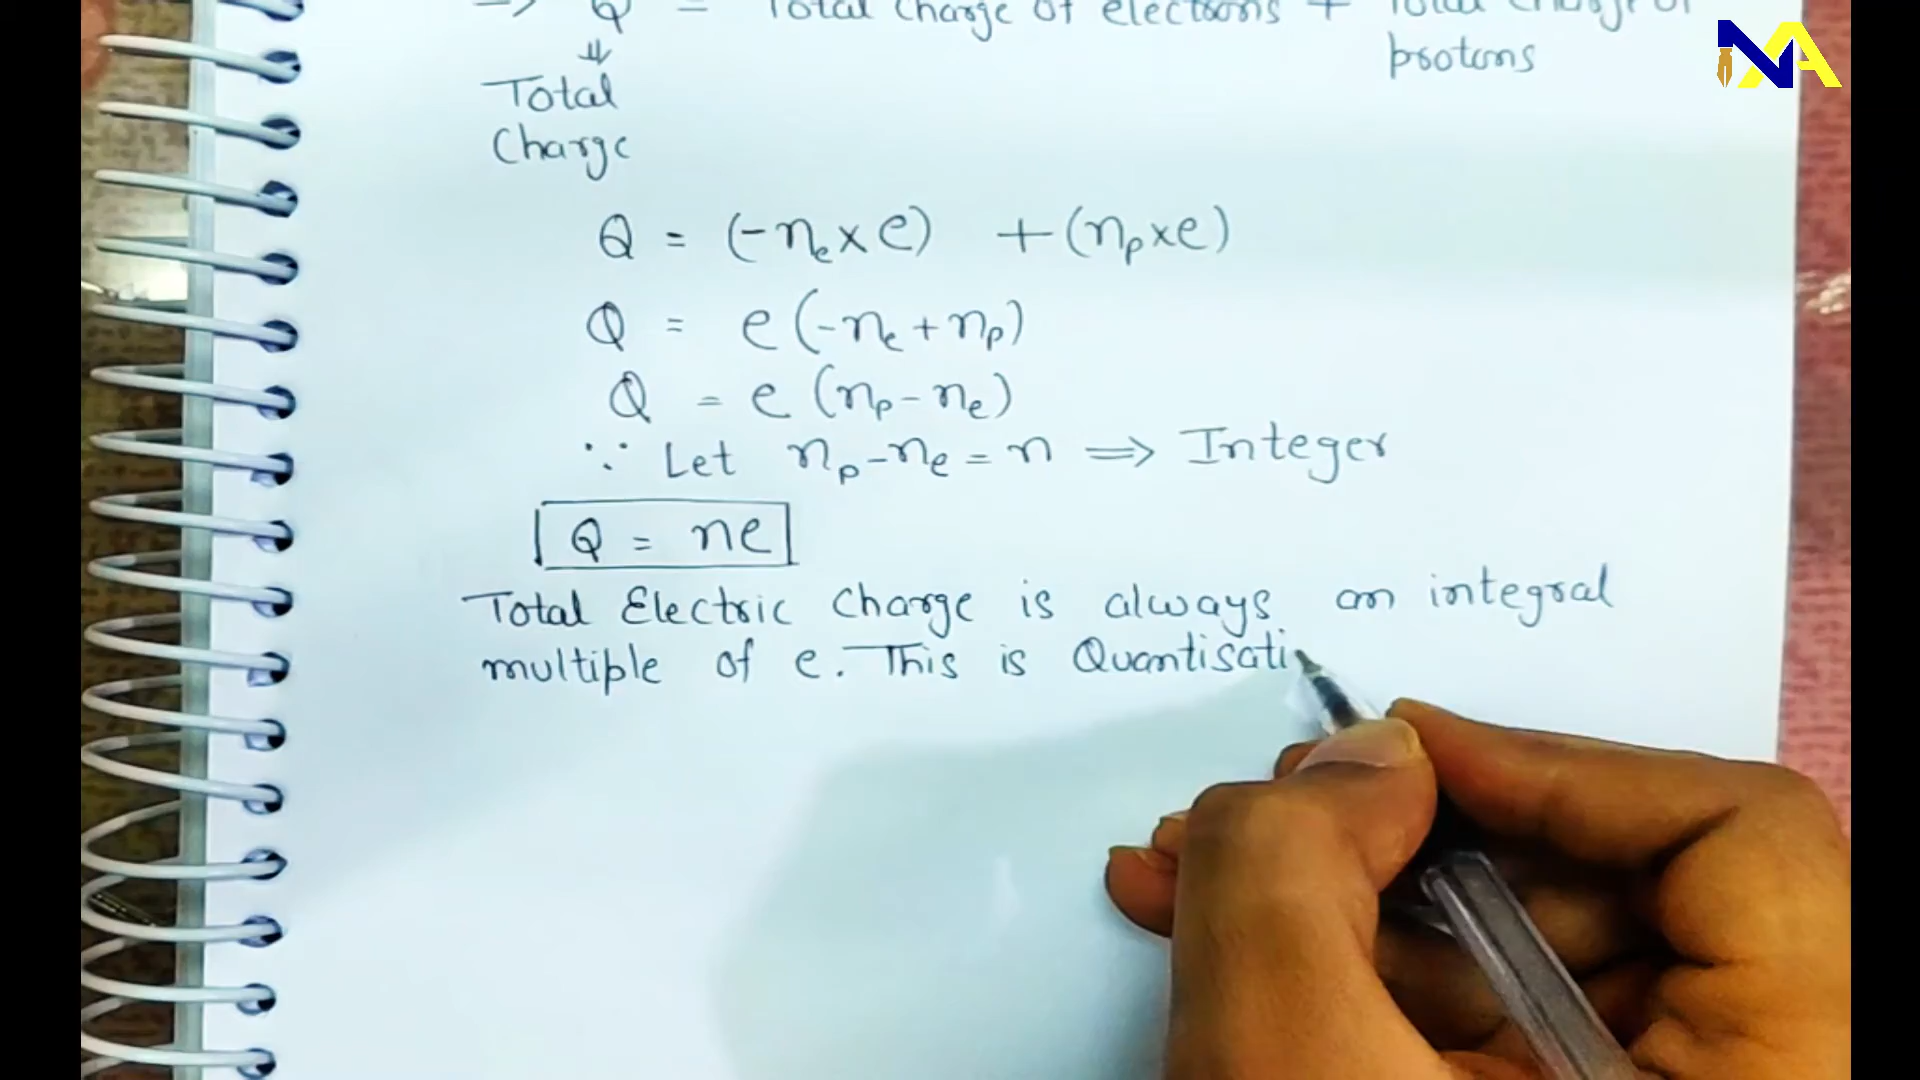 ⇒ Q = Total charge of electrons + Total charge of
protons
⇓
Total
Charge
Q = (-nₑ×e) +(nₚ×e)
Q = e(-nₑ+nₚ)
Q = e (nₚ-nₑ)
∵ Let nₚ-nₑ=n ⇒ Integer
Q = ne
Total Electric Charge is always an integral
multiple of e. This is Quantisati
NA